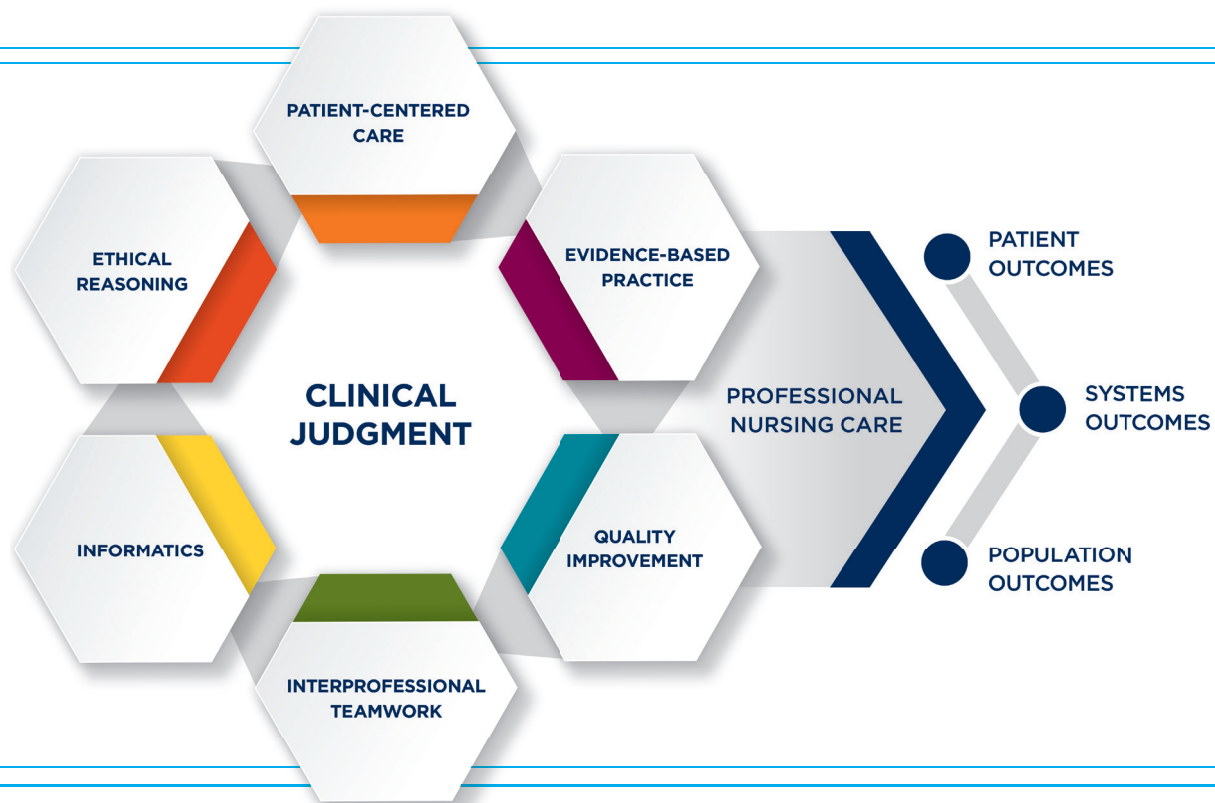 PATIENT-CENTERED
CARE
ETHICAL
REASONING
EVIDENCE-BASED
PRACTICE
CLINICAL
JUDGMENT
INFORMATICS
QUALITY
IMPROVEMENT
INTERPROFESSIONAL
TEAMWORK
PROFESSIONAL
NURSING CARE
PATIENT
OUTCOMES
SYSTEMS
OUTCOMES
POPULATION
OUTCOMES